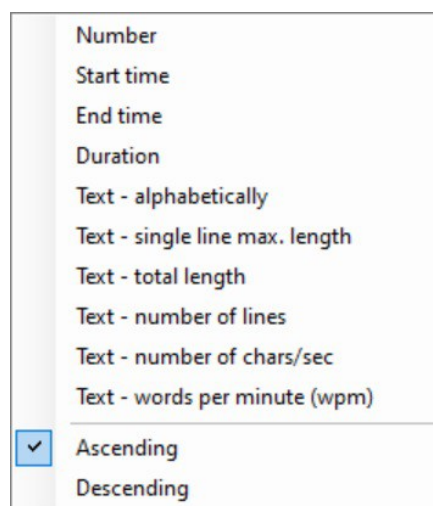 Number
Start time
End time
Duration
Text - alphabetically
Text - single line max. length
Text - total length
Text - number of lines
Text - number of chars/sec
Text - words per minute (wpm)
Ascending
Descending